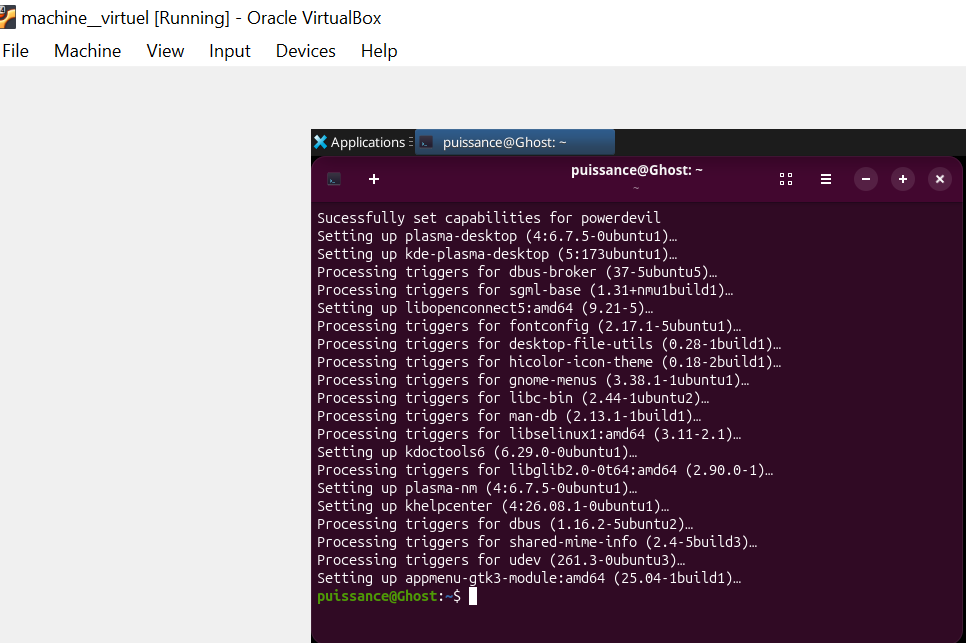 machine__virtuel [Running] - Oracle VirtualBox
File Machine View Input Devices Help
Applications puissance@Ghost: ~
puissance@Ghost: ~
~
Sucessfully set capabilities for powerdevil
Setting up plasma-desktop (4:6.7.5-0ubuntu1)…
Setting up kde-plasma-desktop (5:173ubuntu1)…
Processing triggers for dbus-broker (37-5ubuntu5)…
Processing triggers for sgml-base (1.31+nmu1build1)…
Setting up libopenconnect5:amd64 (9.21-5)…
Processing triggers for fontconfig (2.17.1-5ubuntu1)…
Processing triggers for desktop-file-utils (0.28-1build1)…
Processing triggers for hicolor-icon-theme (0.18-2build1)…
Processing triggers for gnome-menus (3.38.1-1ubuntu1)…
Processing triggers for libc-bin (2.44-1ubuntu2)…
Processing triggers for man-db (2.13.1-1build1)…
Processing triggers for libselinux1:amd64 (3.11-2.1)…
Setting up kdoctools6 (6.29.0-0ubuntu1)…
Processing triggers for libglib2.0-0t64:amd64 (2.90.0-1)…
Setting up plasma-nm (4:6.7.5-0ubuntu1)…
Setting up khelpcenter (4:26.08.1-0ubuntu1)…
Processing triggers for dbus (1.16.2-5ubuntu2)…
Processing triggers for shared-mime-info (2.4-5build3)…
Processing triggers for udev (261.3-0ubuntu3)…
Setting up appmenu-gtk3-module:amd64 (25.04-1build1)…
puissance@Ghost:~$